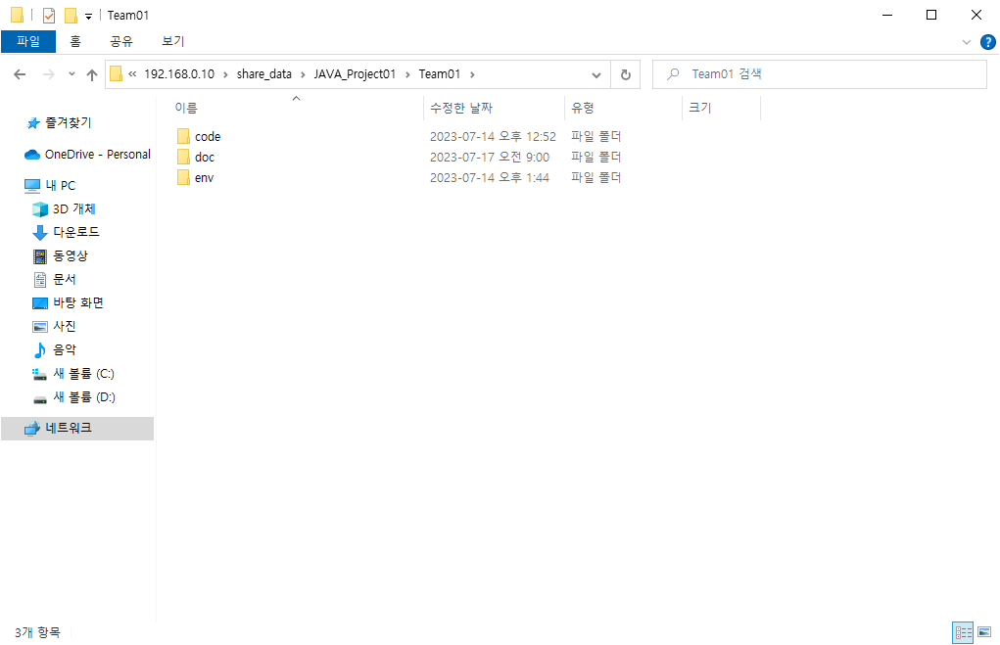 Team01
파일 홈 공유 보기
« 192.168.0.10 › share_data › JAVA_Project01 › Team01 › Team01 검색
이름 수정한 날짜 유형 크기
즐겨찾기
OneDrive - Personal
내 PC
3D 개체
다운로드
동영상
문서
바탕 화면
사진
음악
새 볼륨 (C:)
새 볼륨 (D:)
네트워크
code 2023-07-14 오후 12:52 파일 폴더
doc 2023-07-17 오전 9:00 파일 폴더
env 2023-07-14 오후 1:44 파일 폴더
3개 항목